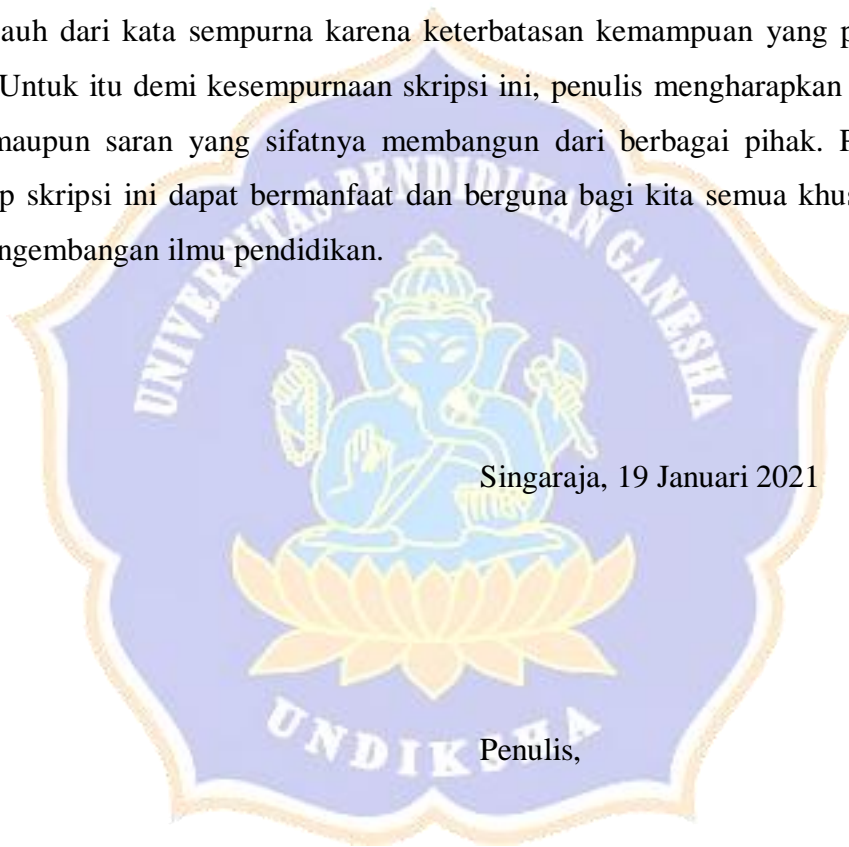 auh dari kata sempurna karena keterbatasan kemampuan yang p
Untuk itu demi kesempurnaan skripsi ini, penulis mengharapkan
maupun saran yang sifatnya membangun dari berbagai pihak.
p skripsi ini dapat bermanfaat dan berguna bagi kita semua khus
ngembangan ilmu pendidikan.
UNIVERSITAS PENDIDIKAN GANESHA
Singaraja, 19 Januari 2021
UNDIKSHA
Penulis,